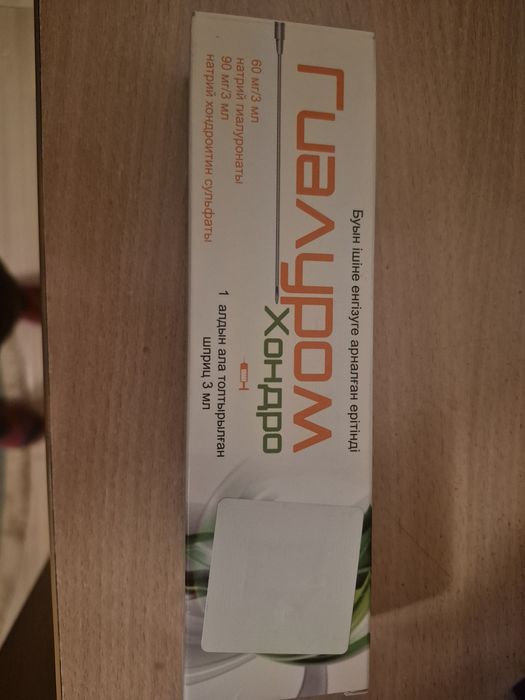 Буын ішіне енгізуге арналған ерітінді
Гиалуром
Хондро
60 мг/3 мл
натрий гиалуронаты
90 мг/3 мл
натрий хондроитин сульфаты
1 алдын ала толтырылған
шприц 3 мл